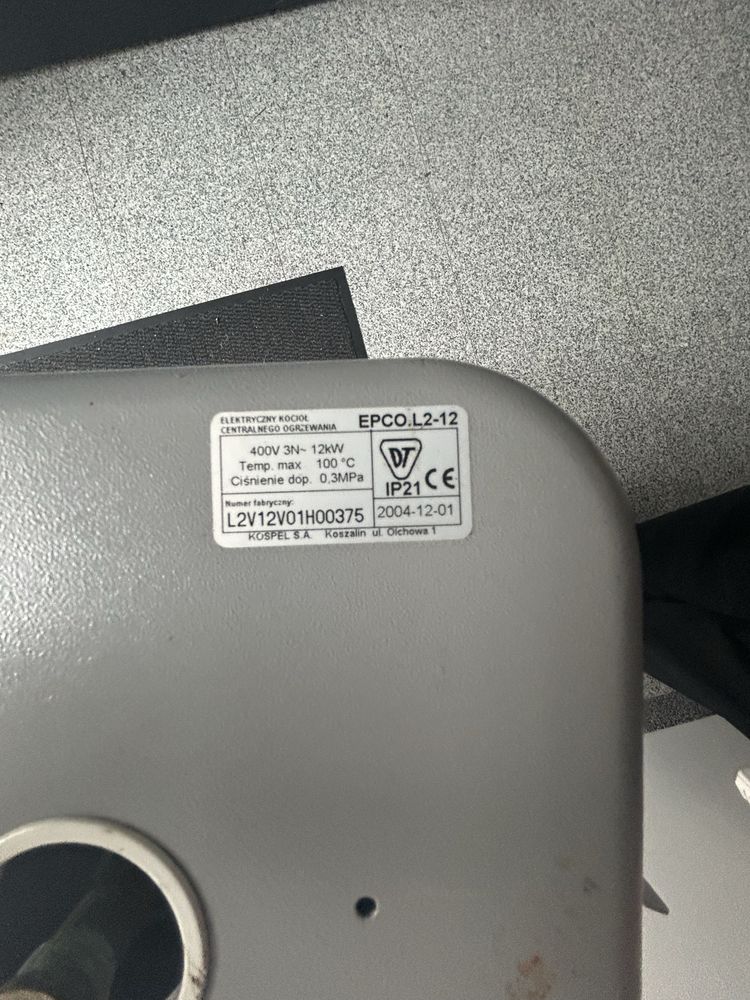 ELEKTRYCZNY KOCIOŁ
CENTRALNEGO OGRZEWANIA
EPCO.L2-12
400V 3N~ 12kW
Temp. max 100 °C
Ciśnienie dop. 0,3MPa
DT
IP21 CE
Numer fabryczny:
L2V12V01H00375
2004-12-01
KOSPEL S.A. Koszalin ul. Olchowa 1